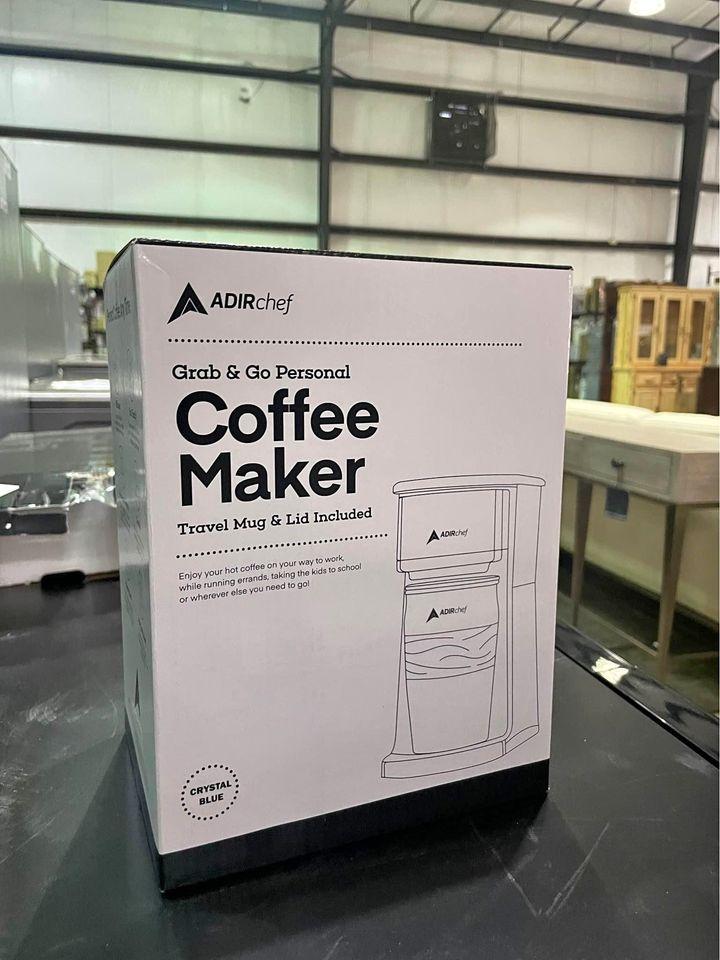 ADIRchef
Grab & Go Personal
Coffee
Maker
Travel Mug & Lid Included
Enjoy your hot coffee on your way to work,
while running errands, taking the kids to school
or wherever else you need to go!
ADIRchef
ADIRchef
CRYSTAL
BLUE